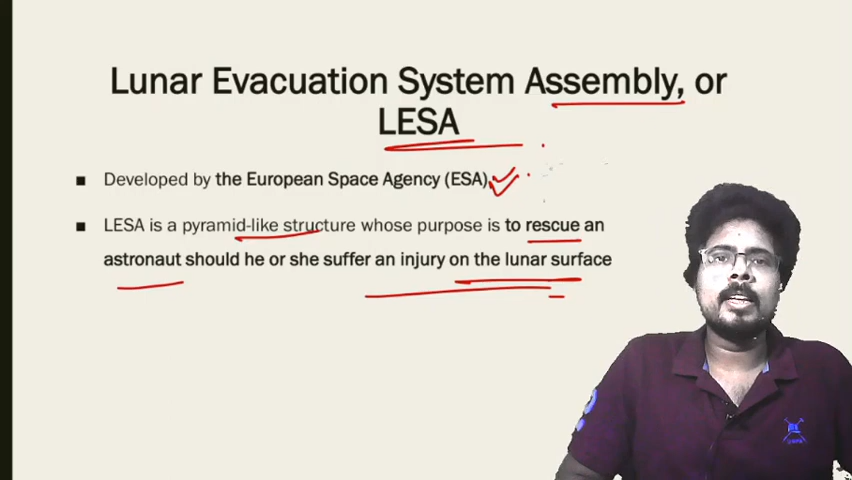 Lunar Evacuation System Assembly, or
LESA
■ Developed by the European Space Agency (ESA)
■ LESA is a pyramid-like structure whose purpose is to rescue an
astronaut should he or she suffer an injury on the lunar surface